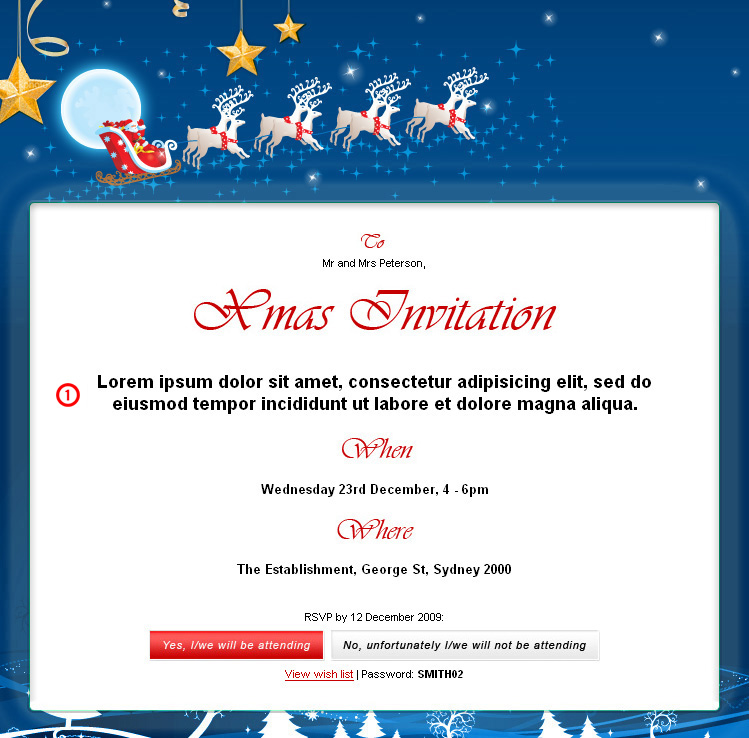 To
Mr and Mrs Peterson,
Xmas Invitation
1
Lorem ipsum dolor sit amet, consectetur adipisicing elit, sed do
eiusmod tempor incididunt ut labore et dolore magna aliqua.
When
Wednesday 23rd December, 4 - 6pm
Where
The Establishment, George St, Sydney 2000
RSVP by 12 December 2009:
Yes, I/we will be attending
No, unfortunately I/we will not be attending
View wish list | Password: SMITH02